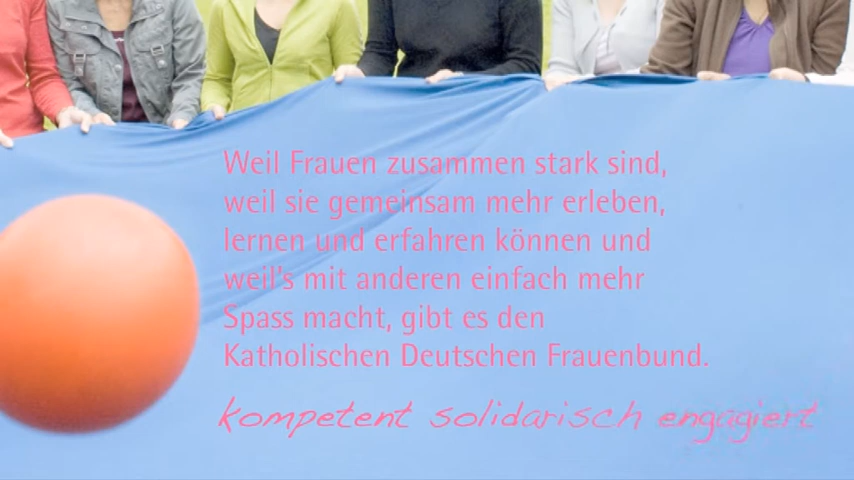 Weil Frauen zusammen stark sind,
weil sie gemeinsam mehr erleben,
lernen und erfahren können und
weil's mit anderen einfach mehr
Spass macht, gibt es den
Katholischen Deutschen Frauenbund.
kompetent solidarisch engagiert